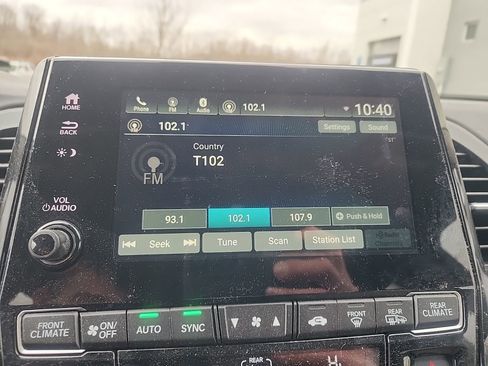 HOME
BACK
VOL
AUDIO
Phone
FM
Audio
102.1
10:40
102.1
Settings
Sound
ST
Country
T102
FM
93.1
102.1
107.9
+ Push & Hold
Seek
Tune
Scan
Station List
FRONT CLIMATE
ON/OFF
AUTO
SYNC
FRONT
REAR
REAR CLIMATE
REAR